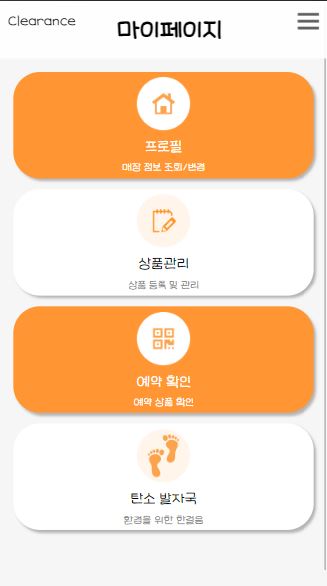 Clearance
마이페이지
프로필
매장 정보 조회/변경
상품관리
상품 등록 및 관리
예약 확인
예약 상품 확인
탄소 발자국
환경을 위한 한걸음